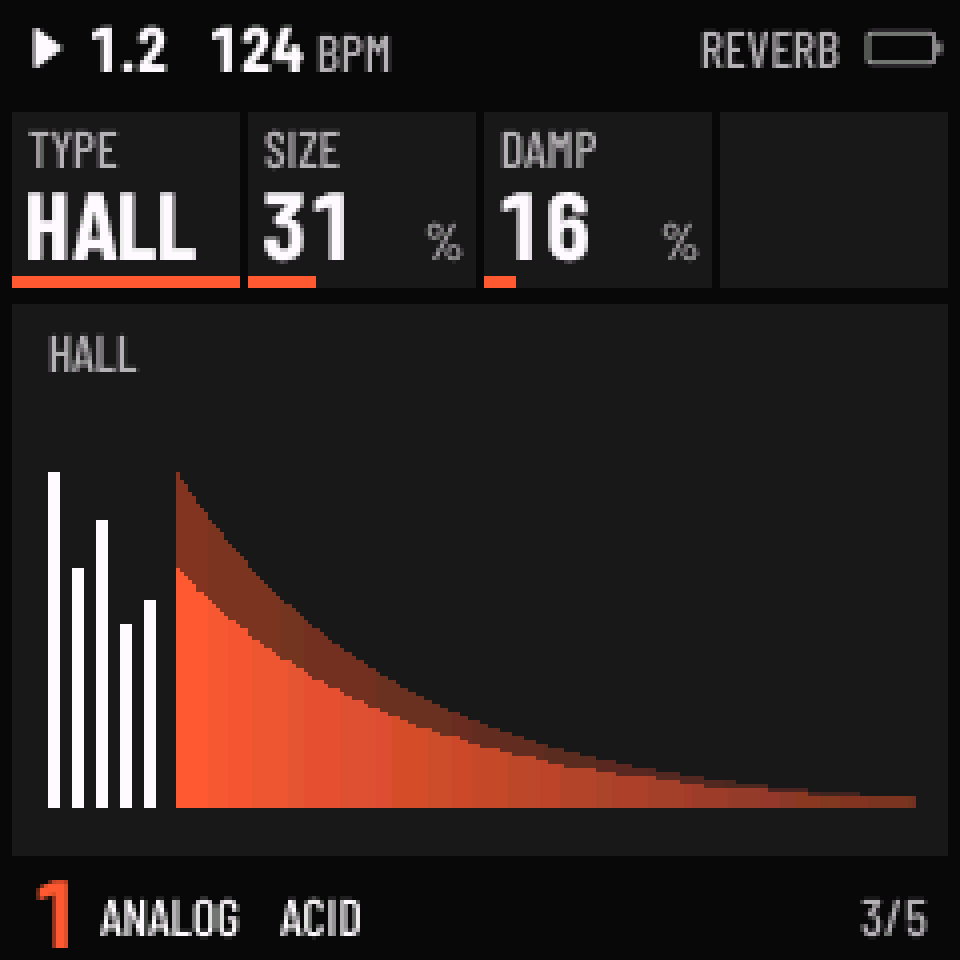 1.2 124 BPM REVERB
TYPE SIZE DAMP
HALL 31 % 16 %
HALL
1 ANALOG ACID 3/5